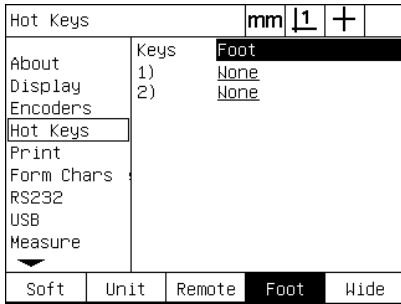 Hot Keys mm 1
About
Display
Encoders
Hot Keys
Print
Form Chars
RS232
USB
Measure
Keys Foot
1) None
2) None
Soft Unit Remote Foot Wide